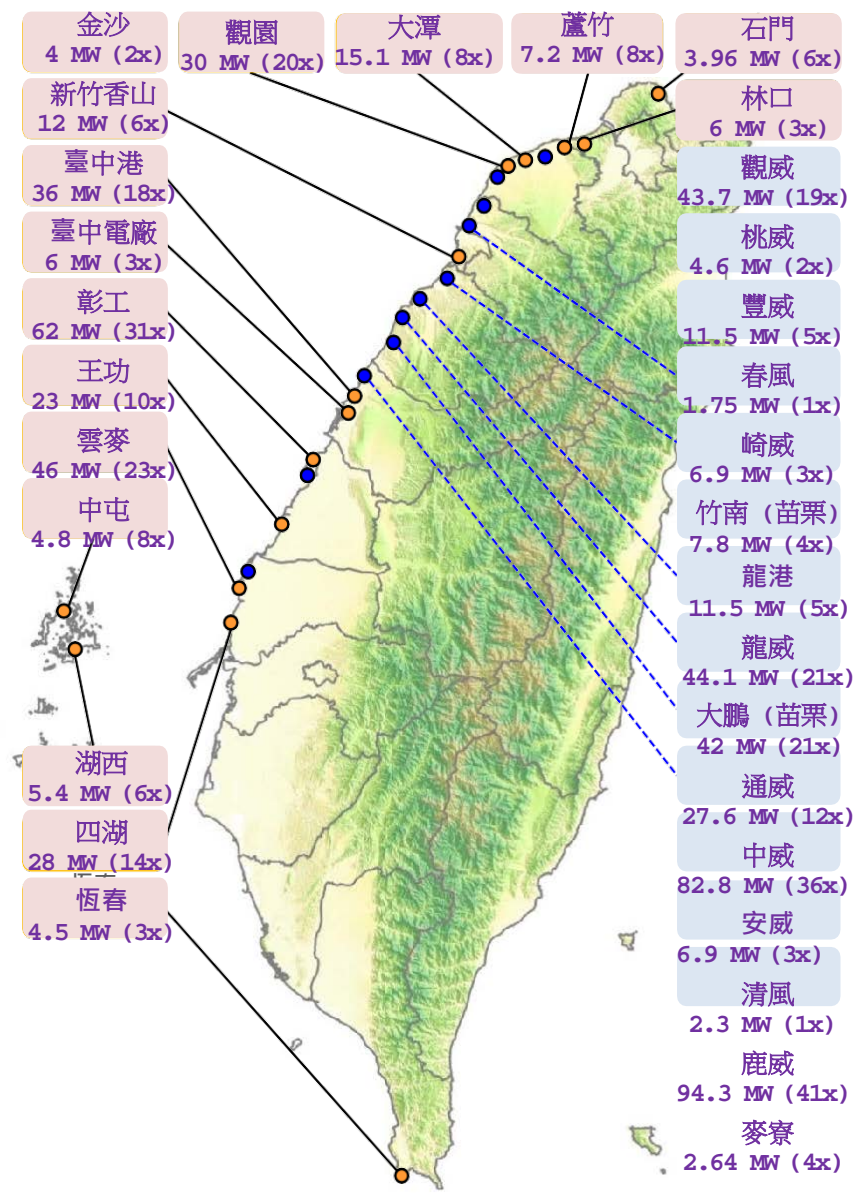 金沙
4 MW (2x)
觀園
30 MW (20x)
大潭
15.1 MW (8x)
蘆竹
7.2 MW (8x)
石門
3.96 MW (6x)
新竹香山
12 MW (6x)
臺中港
36 MW (18x)
臺中電廠
6 MW (3x)
彰工
62 MW (31x)
王功
23 MW (10x)
雲麥
46 MW (23x)
中屯
4.8 MW (8x)
湖西
5.4 MW (6x)
四湖
28 MW (14x)
恆春
4.5 MW (3x)
林口
6 MW (3x)
觀威
43.7 MW (19x)
桃威
4.6 MW (2x)
豐威
11.5 MW (5x)
春風
1.75 MW (1x)
崎威
6.9 MW (3x)
竹南 (苗栗)
7.8 MW (4x)
龍港
11.5 MW (5x)
龍威
44.1 MW (21x)
大鵬 (苗栗)
42 MW (21x)
通威
27.6 MW (12x)
中威
82.8 MW (36x)
安威
6.9 MW (3x)
清風
2.3 MW (1x)
鹿威
94.3 MW (41x)
麥寮
2.64 MW (4x)